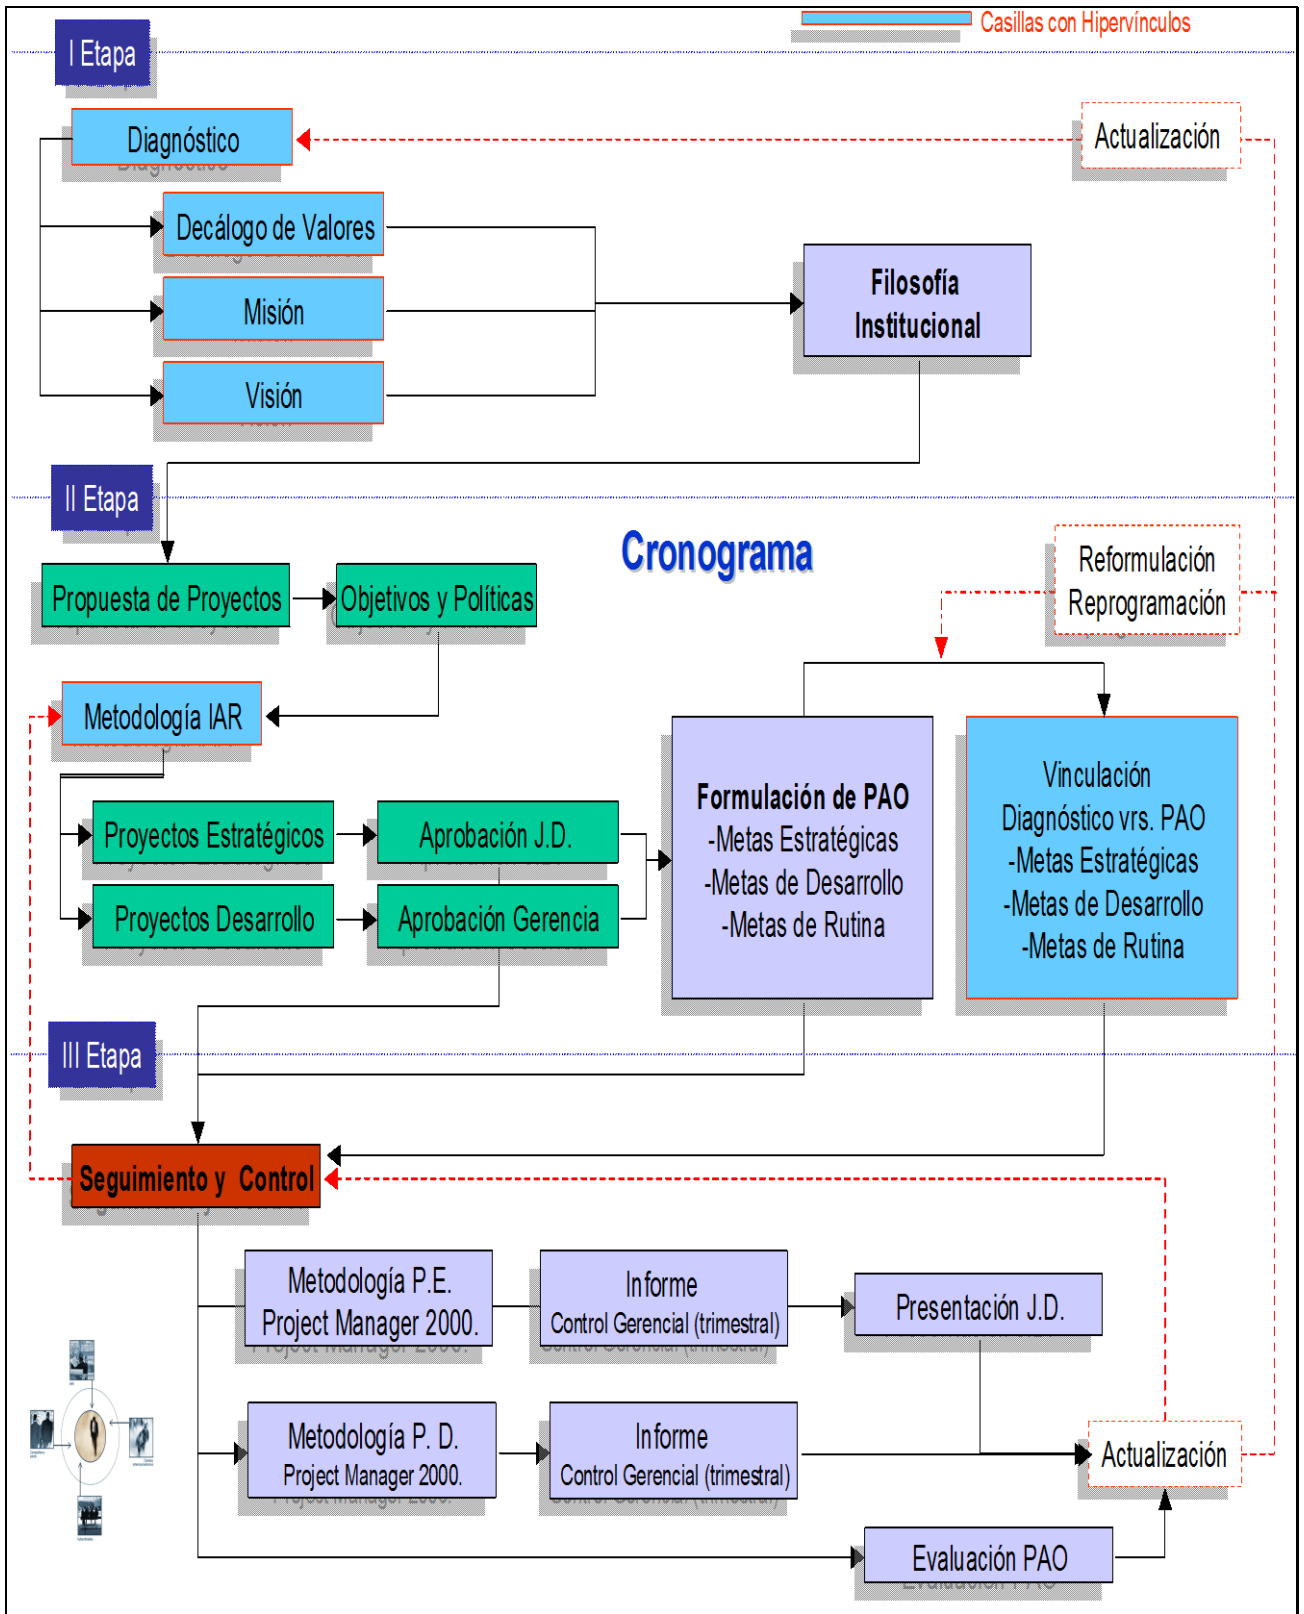 Casillas con Hipervínculos
I Etapa
Diagnóstico
Actualización
Decálogo de Valores
Misión
Visión
Filosofía
Institucional
II Etapa
Cronograma
Reformulación
Reprogramación
Propuesta de Proyectos
Objetivos y Políticas
Metodología IAR
Proyectos Estratégicos
Aprobación J.D.
Proyectos Desarrollo
Aprobación Gerencia
Formulación de PAO
-Metas Estratégicas
-Metas de Desarrollo
-Metas de Rutina
Vinculación
Diagnóstico vrs. PAO
-Metas Estratégicas
-Metas de Desarrollo
-Metas de Rutina
III Etapa
Seguimiento y Control
Metodología P.E.
Project Manager 2000.
Informe
Control Gerencial (trimestral)
Presentación J.D.
Metodología P. D.
Project Manager 2000.
Informe
Control Gerencial (trimestral)
Actualización
Evaluación PAO